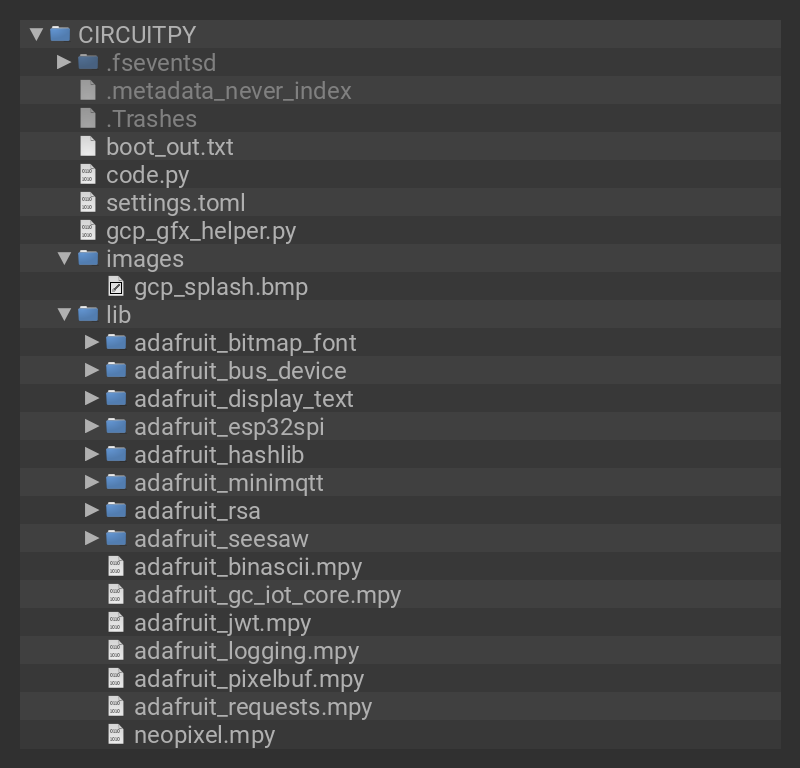 CIRCUITPY
.fseventsd
.metadata_never_index
.Trashes
boot_out.txt
code.py
settings.toml
gcp_gfx_helper.py
images
gcp_splash.bmp
lib
adafruit_bitmap_font
adafruit_bus_device
adafruit_display_text
adafruit_esp32spi
adafruit_hashlib
adafruit_minimqtt
adafruit_rsa
adafruit_seesaw
adafruit_binascii.mpy
adafruit_gc_iot_core.mpy
adafruit_jwt.mpy
adafruit_logging.mpy
adafruit_pixelbuf.mpy
adafruit_requests.mpy
neopixel.mpy